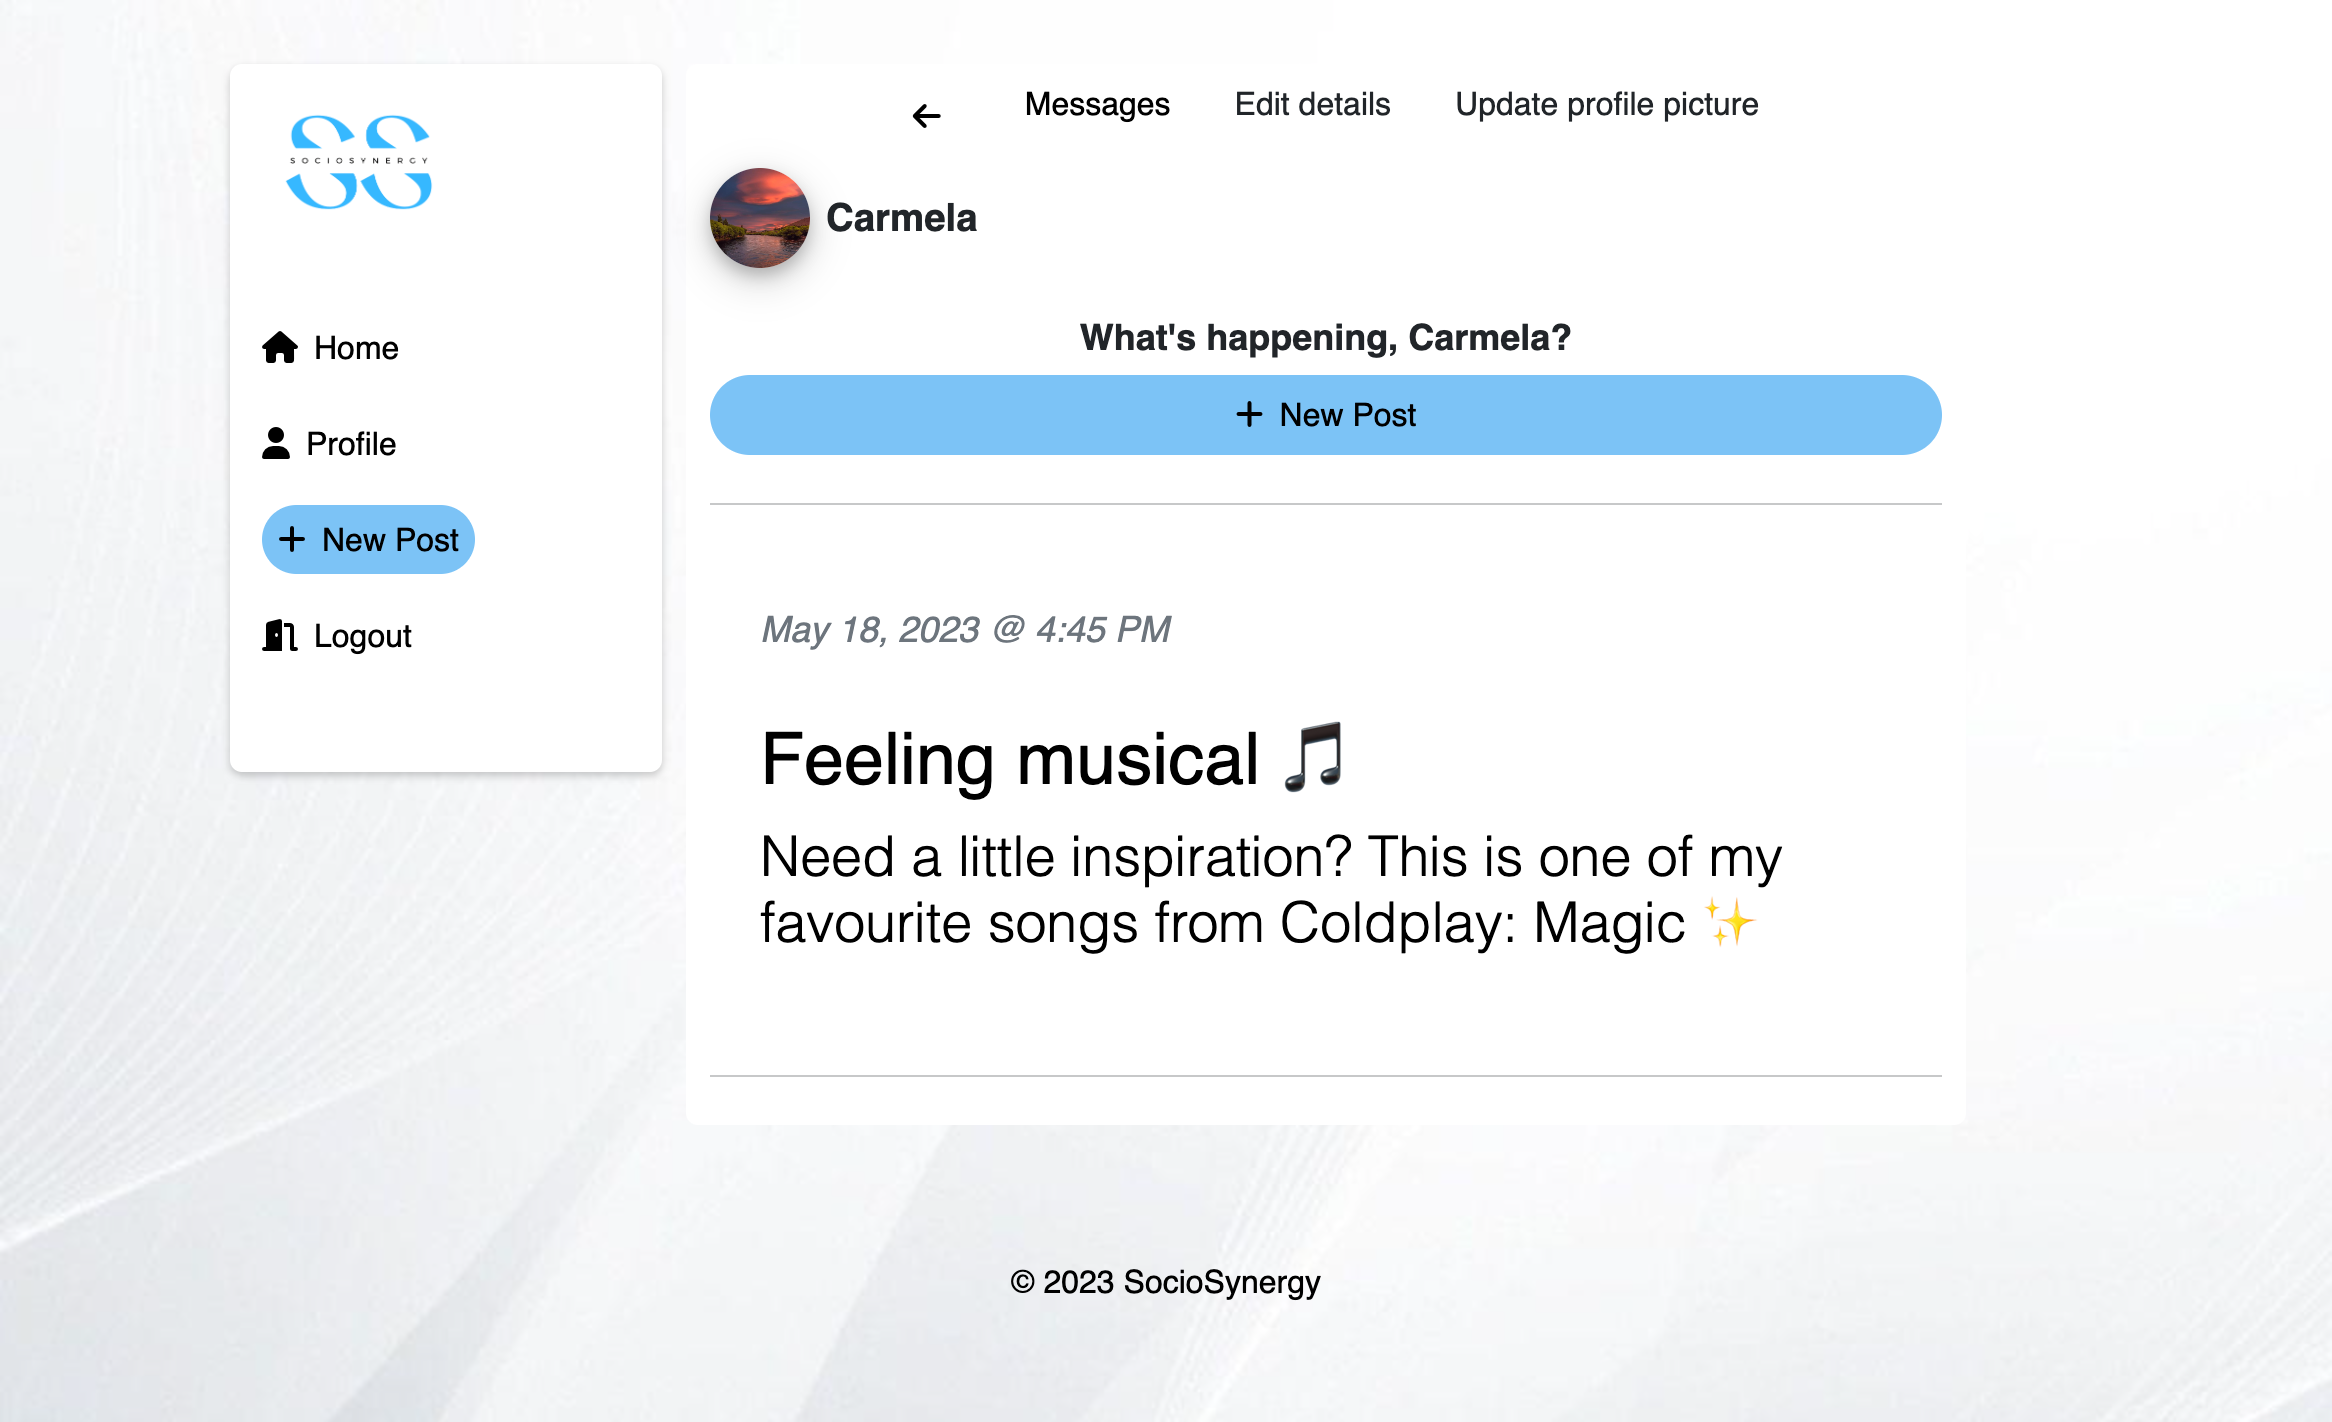 SOCIOSYNERGY
Home
Profile
New Post
Logout
Messages Edit details Update profile picture
Carmela
What's happening, Carmela?
New Post
May 18, 2023 @ 4:45 PM
Feeling musical 🎵
Need a little inspiration? This is one of my
favourite songs from Coldplay: Magic ✨
© 2023 SocioSynergy